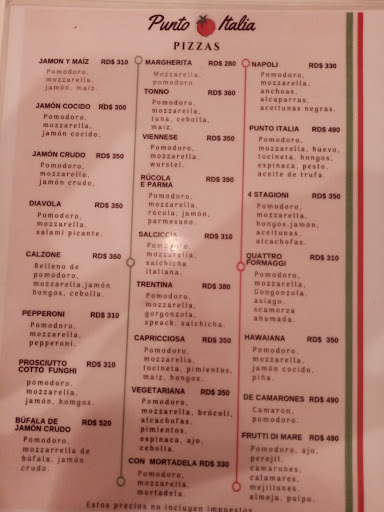 Punto Italia
PIZZAS
JAMON Y MAÍZ RD$ 310
Pomodoro,
mozzarella,
jamón, maíz.
JAMÓN COCIDO RD$ 300
Pomodoro,
mozzarella,
jamón cocido.
JAMÓN CRUDO RD$ 350
Pomodoro,
mozzarella,
jamón crudo.
DIAVOLA RD$ 350
Pomodoro,
mozzarella,
salami picante.
CALZONE RD$ 360
Relleno de
pomodoro,
mozzarella,jamón
hongos, cebolla.
PEPPERONI RD$ 310
Pomodoro,
mozzarella,
pepperoni.
PROSCIUTTO RD$ 310
COTTO FUNGHI
pomodoro,
mozzarella,
jamón, homgos.
BÚFALA DE RD$ 520
JAMÓN CRUDO
Pomodoro,
mozzarrella de
búfala, jamón
crudo.
MARGHERITA RD$ 280
Mozzarella,
pomodoro
TONNO RD$ 360
Pomodoro,
mozzarella,
tuna, cebolla,
maíz.
VIENNESE RD$ 350
Pomodoro,
mozzarella,
wurstel.
RÚCOLA RD$ 390
E PARMA
Pomodoro,
mozzarella,
rúcula, jamón,
parmesano.
SALCICCIA RD$ 310
Pomodoro,
mozzarella,
salchicha
italiana.
TRENTINA RD$ 380
Pomodoro,
mozzarella,
gorgonzola,
speack, salchicha.
CAPRICCIOSA RD$ 350
Pomodoro,
mozzarella,
tocineta, pimientos,
maíz, hongos.
VEGETARIANA RD$ 350
Pomodoro,
mozzarella, brócoli,
alcachofas,
pimientos,
espinaca, ajo,
cebolla.
CON MORTADELA RD$ 330
Pomodoro,
mozzarella,
mortadela.
NAPOLI RD$ 330
Pomodoro,
mozzarella,
anchoas,
alcaparras,
aceitunas negras.
PUNTO ITALIA RD$ 490
Pomodoro,
mozzarella, huevo,
tocineta, hongos,
espinaca, pesto,
aceite de trufa.
4 STAGIONI RD$ 350
Pomodoro,
mozzarella,
hongos,jamón,
aceitunas,
alcachofas.
QUATTRO RD$ 310
FORMAGGI
Pomodoro,
mozzarella,
Gongonzola,
asiago,
scamorza
ahumada.
HAWAIANA RD$ 350
Pomodoro,
mozzarella,
jamón cocido,
piña.
DE CAMARONES RD$ 490
Camaron,
pomodoro.
FRUTTI DI MARE RD$ 490
Pomodoro, ajo,
perejil,
camarones,
calamares,
mejillones,
almeja, pulpo.
Estos precios no incluyen impuestos